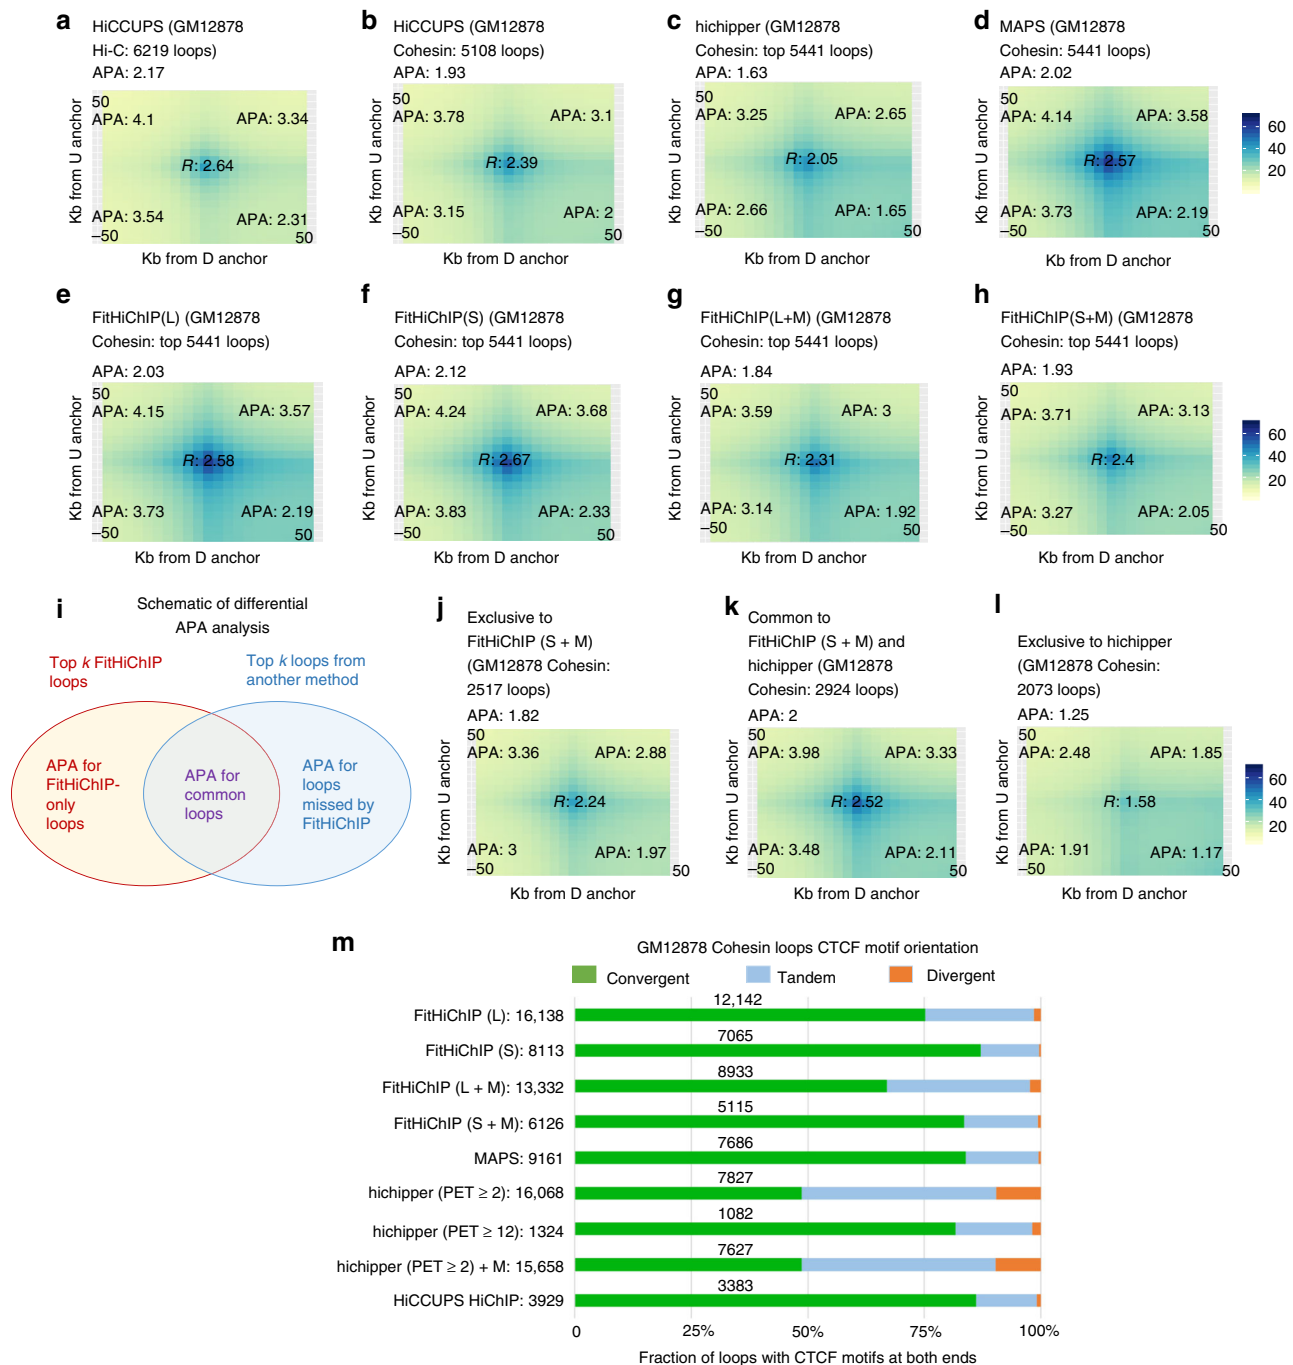 a
HiCCUPS (GM12878
Hi-C: 6219 loops)
APA: 2.17
50
APA: 4.1
APA: 3.34
R: 2.64
APA: 3.54
APA: 2.31
–50
50
Kb from U anchor
Kb from D anchor
b
HiCCUPS (GM12878
Cohesin: 5108 loops)
APA: 1.93
50
APA: 3.78
APA: 3.1
R: 2.39
APA: 3.15
APA: 2
–50
50
Kb from U anchor
Kb from D anchor
c
hichipper (GM12878
Cohesin: top 5441 loops)
APA: 1.63
50
APA: 3.25
APA: 2.65
R: 2.05
APA: 2.66
APA: 1.65
–50
50
Kb from U anchor
Kb from D anchor
d
MAPS (GM12878
Cohesin: 5441 loops)
APA: 2.02
50
APA: 4.14
APA: 3.58
R: 2.57
APA: 3.73
APA: 2.19
–50
50
Kb from U anchor
Kb from D anchor
60
40
20
e
FitHiChIP(L) (GM12878
Cohesin: top 5441 loops)
APA: 2.03
50
APA: 4.15
APA: 3.57
R: 2.58
APA: 3.73
APA: 2.19
–50
50
Kb from U anchor
Kb from D anchor
f
FitHiChIP(S) (GM12878
Cohesin: top 5441 loops)
APA: 2.12
50
APA: 4.24
APA: 3.68
R: 2.67
APA: 3.83
APA: 2.33
–50
50
Kb from U anchor
Kb from D anchor
g
FitHiChIP(L+M) (GM12878
Cohesin: top 5441 loops)
APA: 1.84
50
APA: 3.59
APA: 3
R: 2.31
APA: 3.14
APA: 1.92
–50
50
Kb from U anchor
Kb from D anchor
h
FitHiChIP(S+M) (GM12878
Cohesin: top 5441 loops)
APA: 1.93
50
APA: 3.71
APA: 3.13
R: 2.4
APA: 3.27
APA: 2.05
–50
50
Kb from U anchor
Kb from D anchor
60
40
20
i
Schematic of differential
APA analysis
Top k FitHiChIP
loops
Top k loops from
another method
APA for
FitHiChIP-
only
loops
APA for
common
loops
APA for
loops
missed by
FitHiChIP
j
Exclusive to
FitHiChIP (S + M)
(GM12878 Cohesin:
2517 loops)
APA: 1.82
50
APA: 3.36
APA: 2.88
R: 2.24
APA: 3
APA: 1.97
–50
50
Kb from U anchor
Kb from D anchor
k
Common to
FitHiChIP (S + M) and
hichipper (GM12878
Cohesin: 2924 loops)
APA: 2
50
APA: 3.98
APA: 3.33
R: 2.52
APA: 3.48
APA: 2.11
–50
50
Kb from U anchor
Kb from D anchor
l
Exclusive to hichipper
(GM12878 Cohesin:
2073 loops)
APA: 1.25
50
APA: 2.48
APA: 1.85
R: 1.58
APA: 1.91
APA: 1.17
–50
50
Kb from U anchor
Kb from D anchor
60
40
20
m
GM12878 Cohesin loops CTCF motif orientation
Convergent
Tandem
Divergent
12,142
FitHiChIP (L): 16,138
7065
FitHiChIP (S): 8113
8933
FitHiChIP (L + M): 13,332
5115
FitHiChIP (S + M): 6126
7686
MAPS: 9161
7827
hichipper (PET ≥ 2): 16,068
1082
hichipper (PET ≥ 12): 1324
7627
hichipper (PET ≥ 2) + M: 15,658
3383
HiCCUPS HiChIP: 3929
0
25%
50%
75%
100%
Fraction of loops with CTCF motifs at both ends